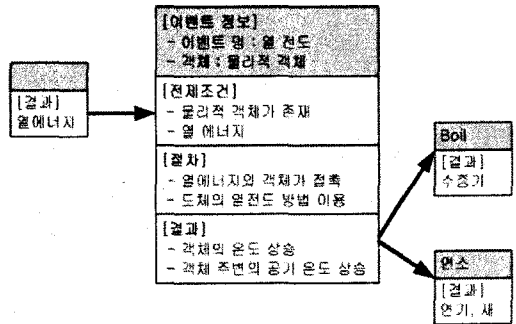 [이벤트 정보]
- 이벤트 명 : 열 전도
- 객체 : 물리적 객체
[결과]
열에너지
[전제조건]
- 물리적 객체가 존재
- 열 에너지
[절차]
- 열에너지와 객체가 접촉
- 도체의 열전도 방법 이용
[결과]
- 객체의 온도 상승
- 객체 주변의 공기 온도 상승
Boil
[결과]
수증기
연소
[결과]
연기, 재